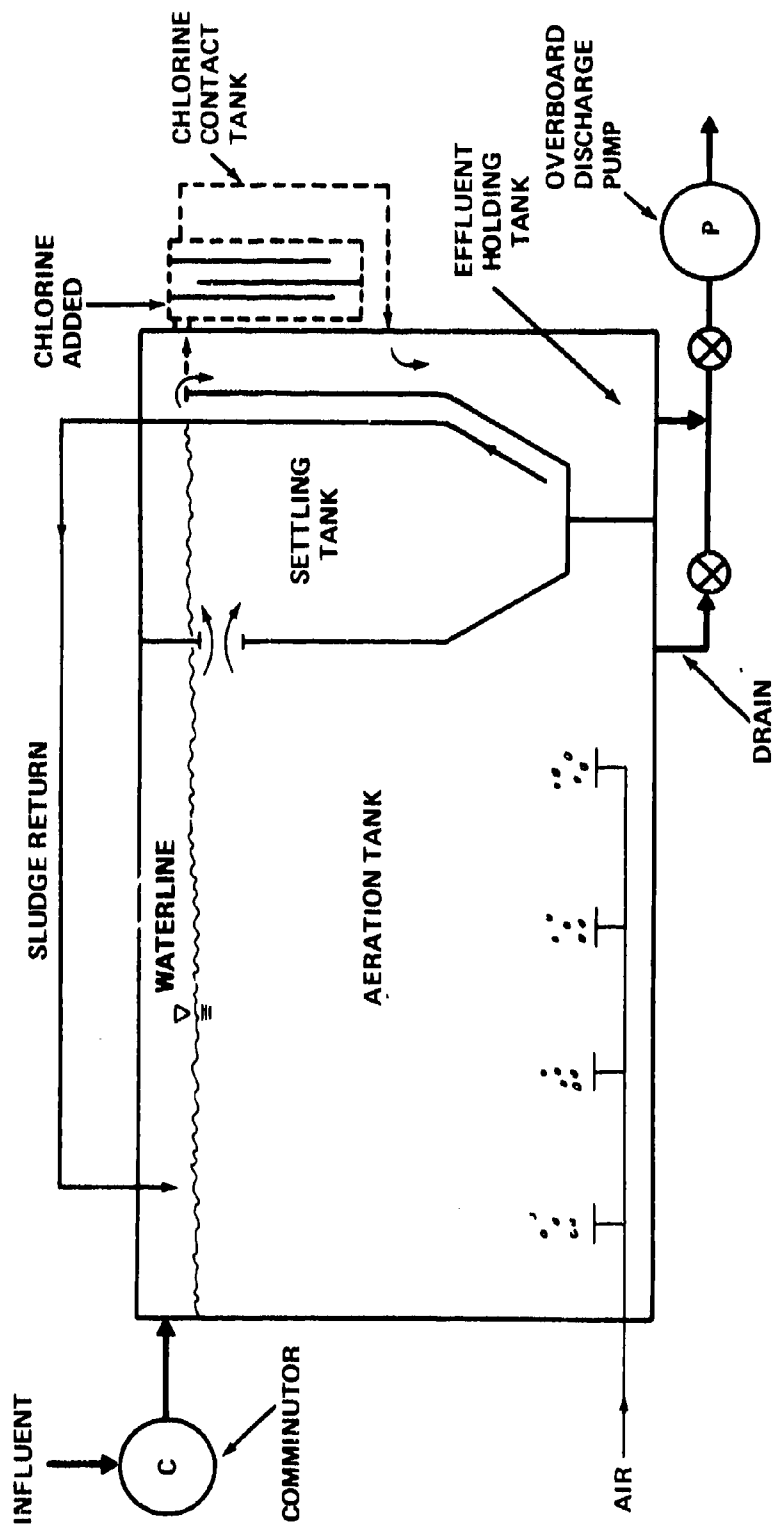 INFLUENT
C
COMMINUTOR
AIR
SLUDGE RETURN
WATERLINE
AERATION TANK
SETTLING
TANK
CHLORINE
ADDED
CHLORINE
CONTACT
TANK
EFFLUENT
HOLDING
TANK
OVERBOARD
DISCHARGE
PUMP
P
DRAIN